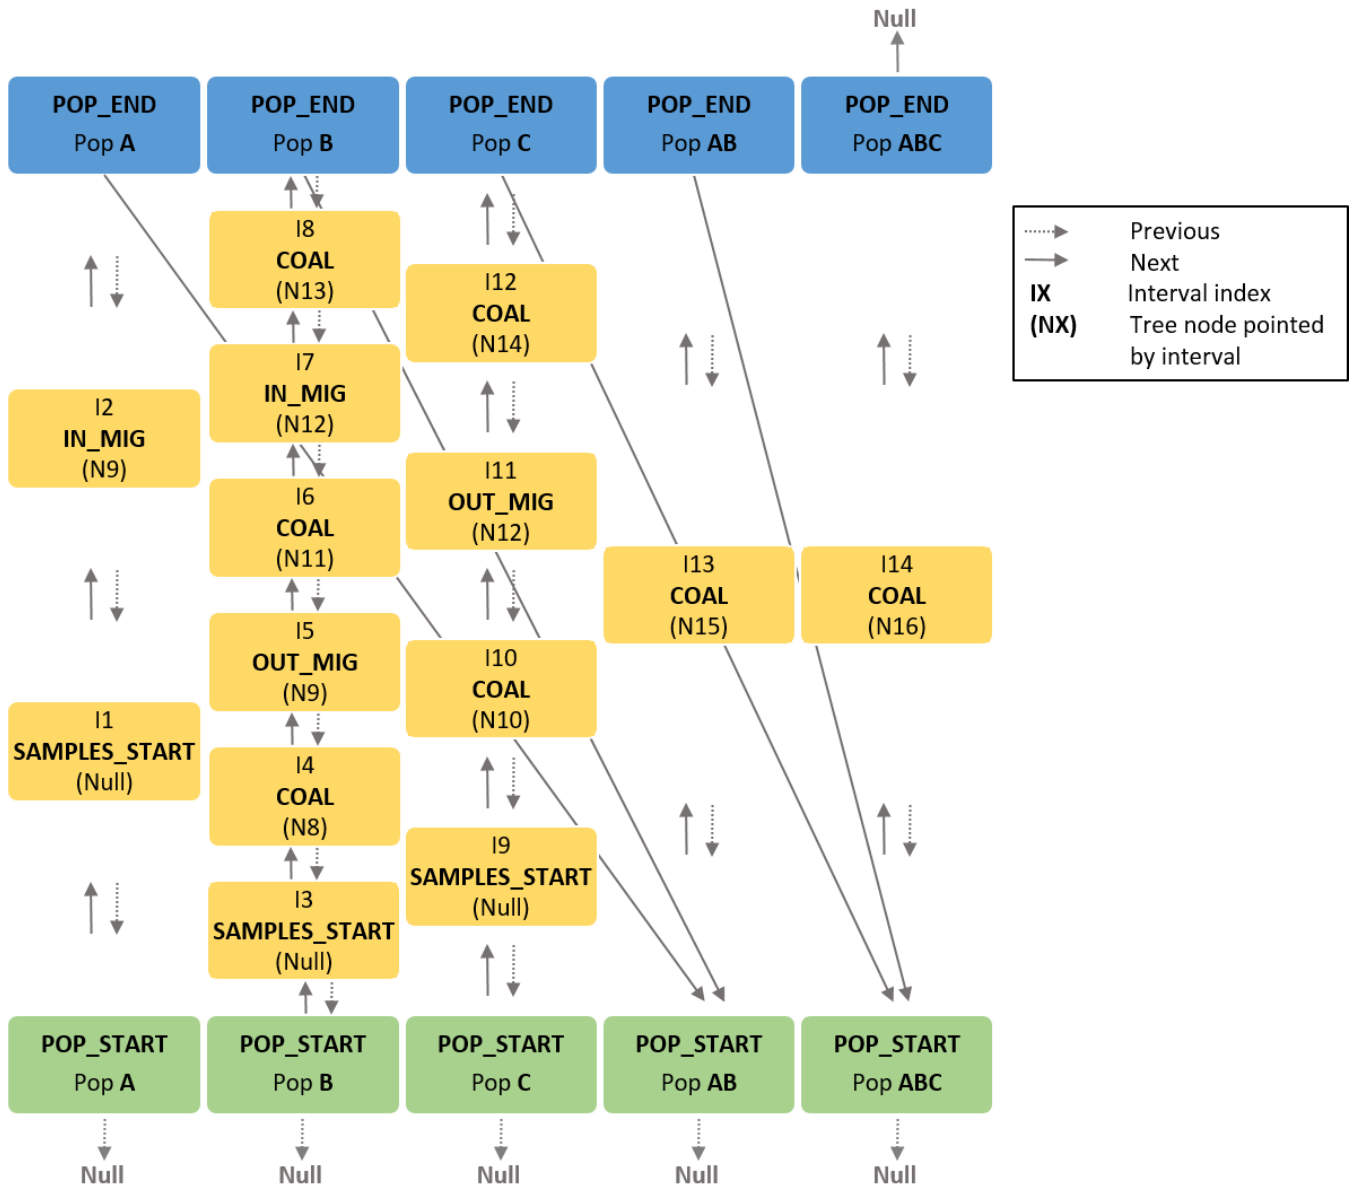 Null
POP_END
Pop A
POP_END
Pop B
POP_END
Pop C
POP_END
Pop AB
POP_END
Pop ABC
Previous
Next
IX Interval index
(NX) Tree node pointed
by interval
I2
IN_MIG
(N9)
I1
SAMPLES_START
(Null)
I8
COAL
(N13)
I7
IN_MIG
(N12)
I6
COAL
(N11)
I5
OUT_MIG
(N9)
I4
COAL
(N8)
I3
SAMPLES_START
(Null)
I12
COAL
(N14)
I11
OUT_MIG
(N12)
I10
COAL
(N10)
I9
SAMPLES_START
(Null)
I13
COAL
(N15)
I14
COAL
(N16)
POP_START
Pop A
POP_START
Pop B
POP_START
Pop C
POP_START
Pop AB
POP_START
Pop ABC
Null
Null
Null
Null
Null